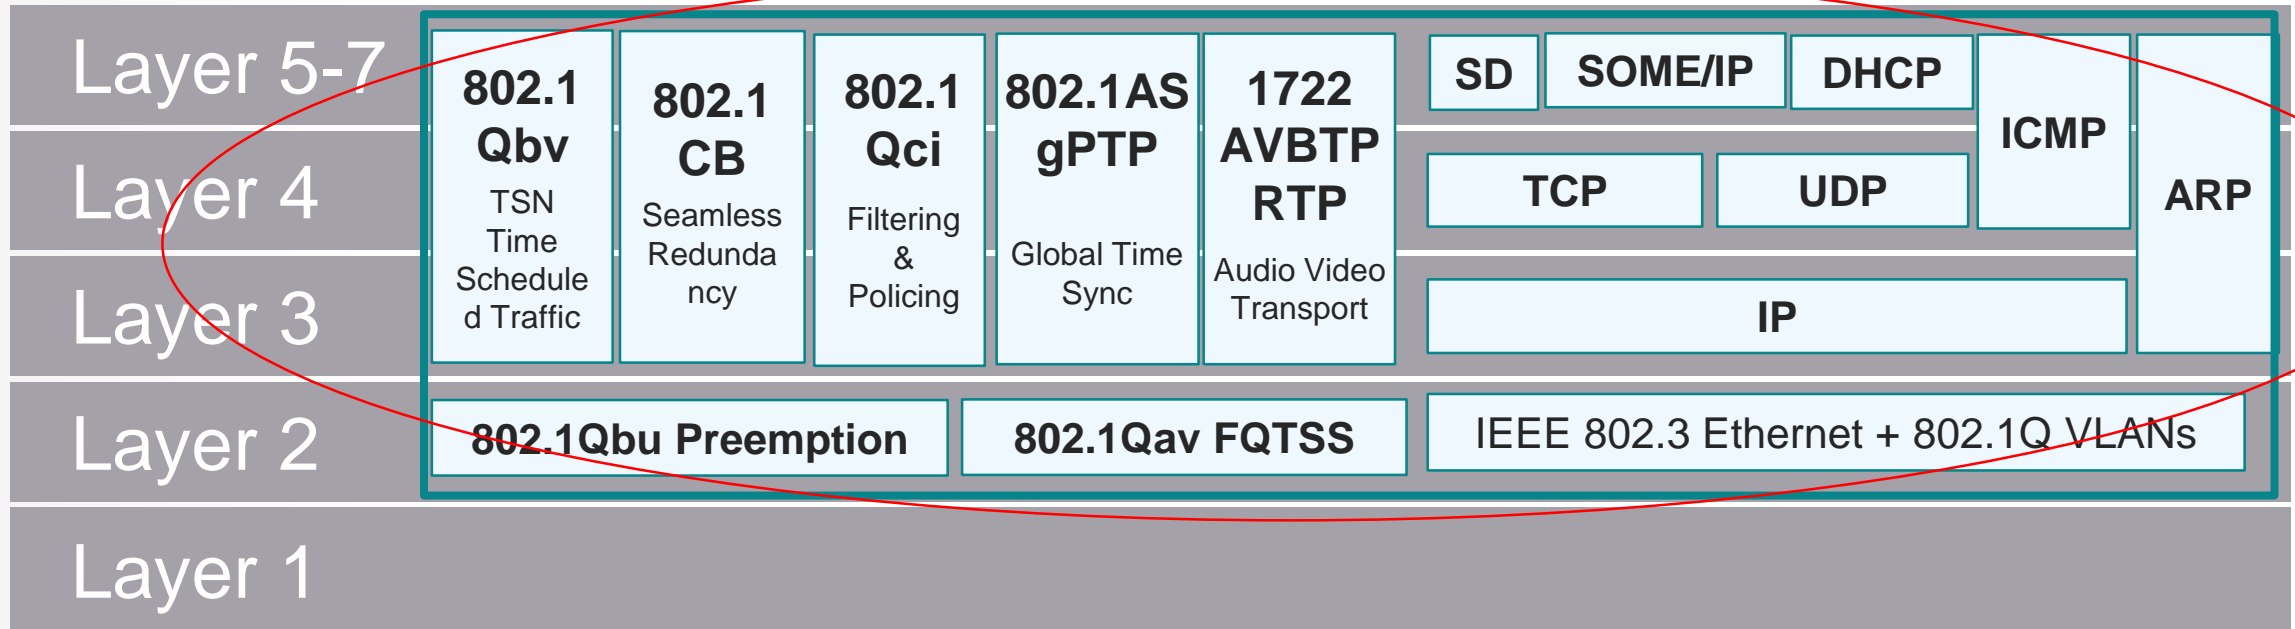 Layer 5-7
Layer 4
Layer 3
Layer 2
Layer 1
802.1
Qbv
TSN
Time
Schedule
d Traffic
802.1
CB
Seamless
Redunda
ncy
802.1
Qci
Filtering
&
Policing
802.1AS
gPTP
Global Time
Sync
1722
AVBTP
RTP
Audio Video
Transport
SD
SOME/IP
DHCP
ICMP
ARP
TCP
UDP
IP
802.1Qbu Preemption
802.1Qav FQTSS
IEEE 802.3 Ethernet + 802.1Q VLANs